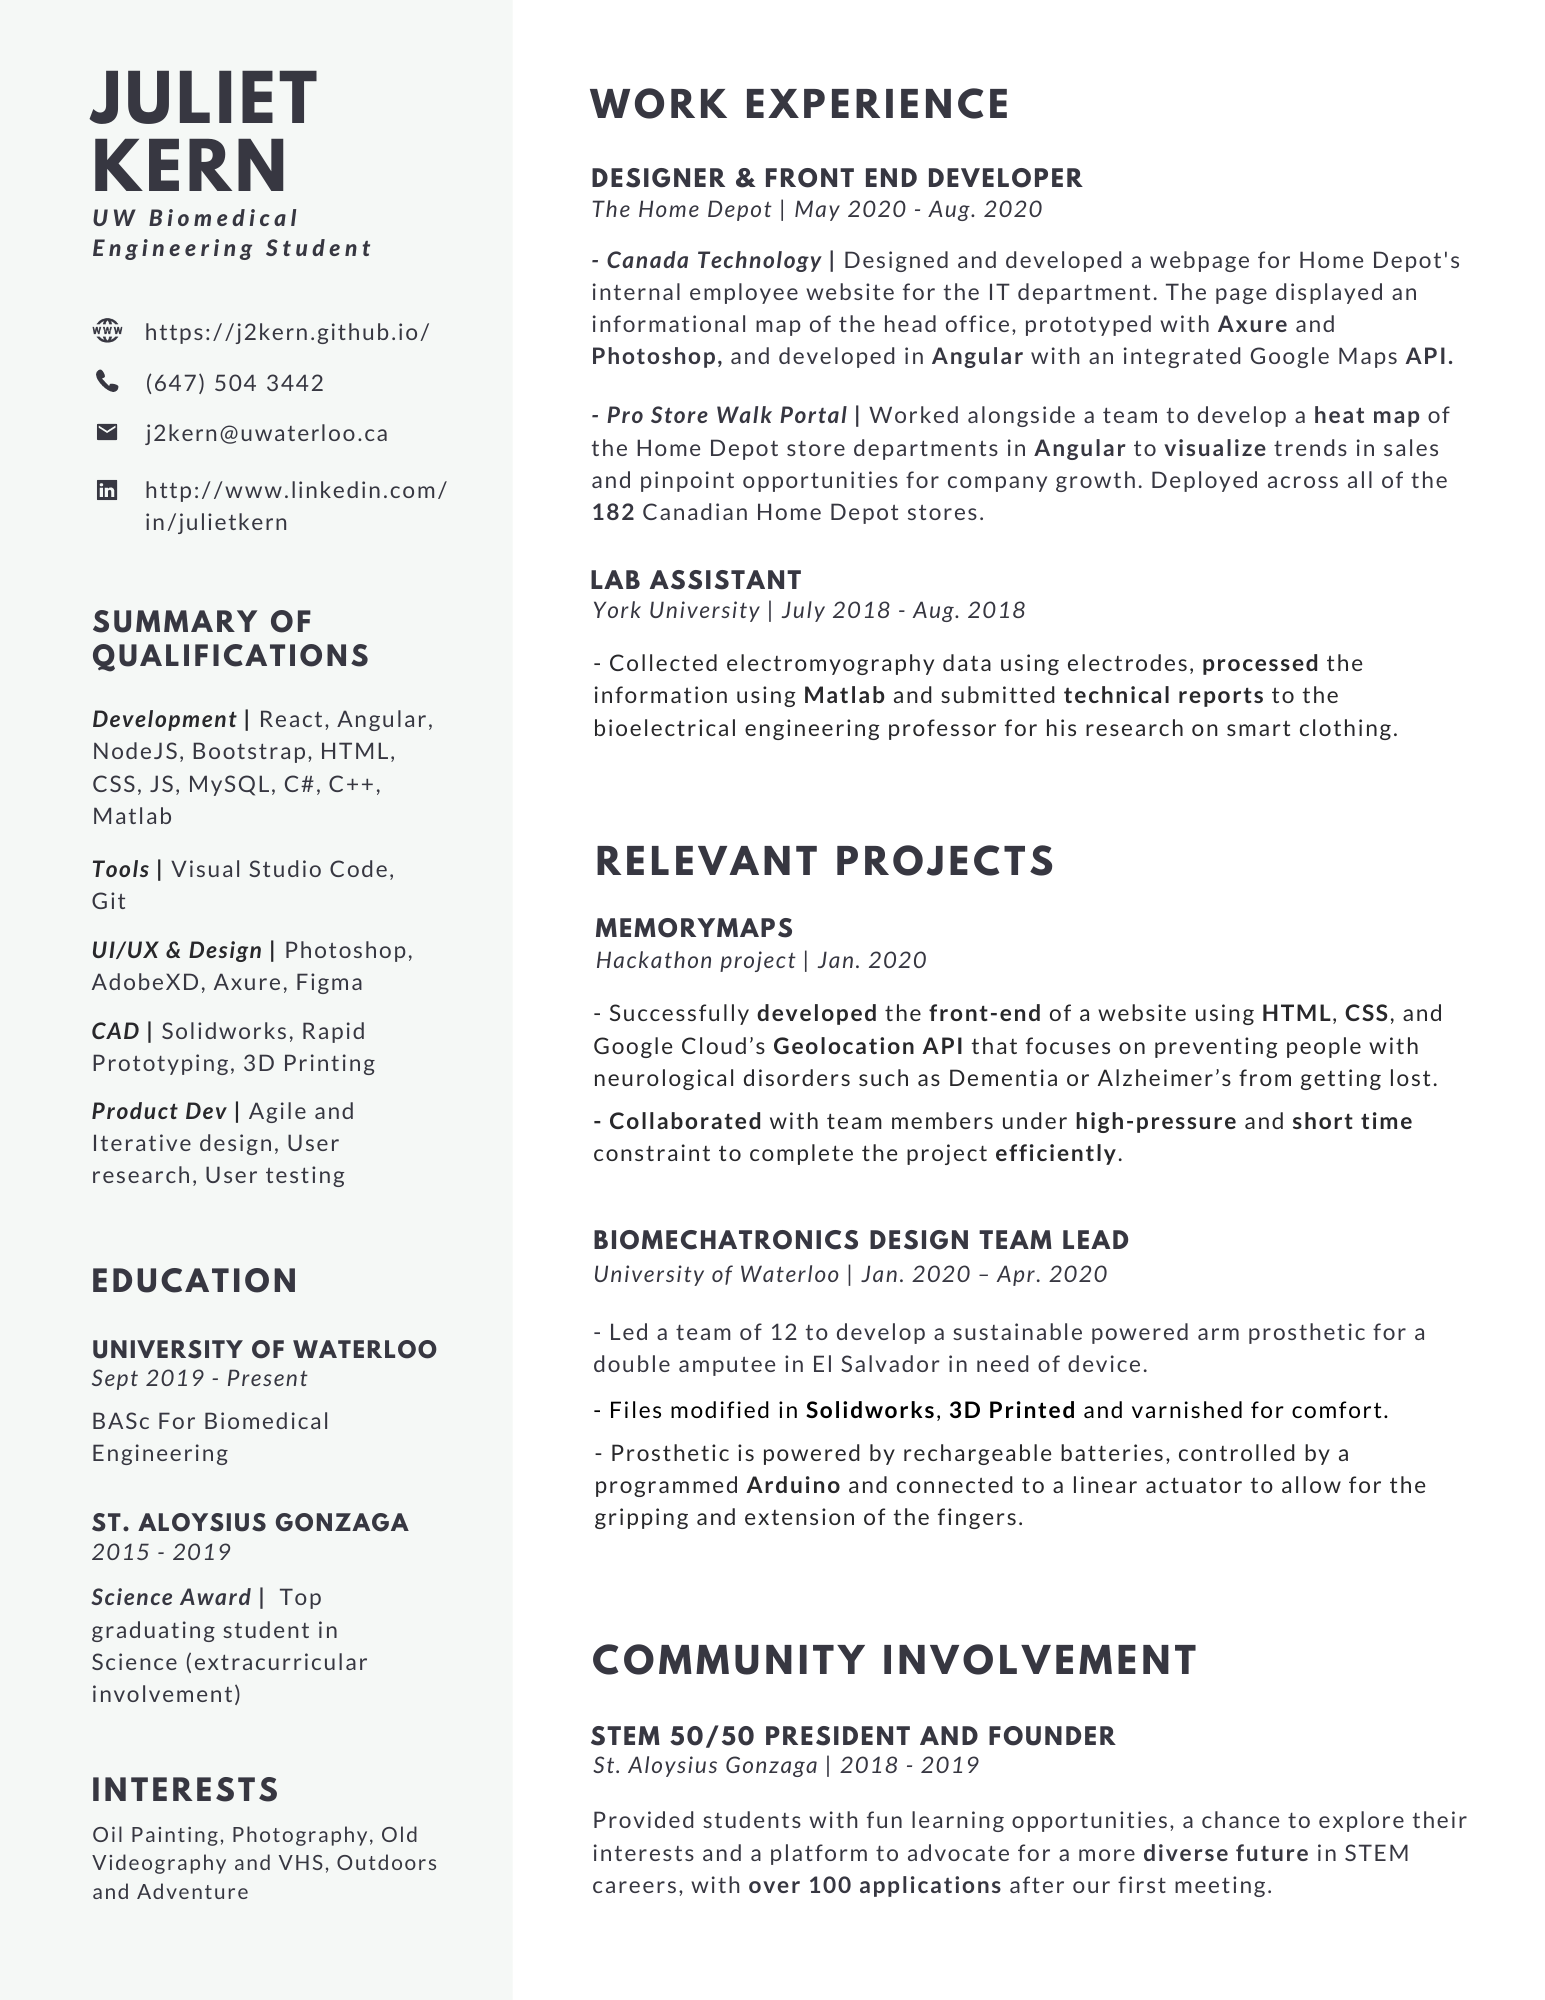 JULIET
KERN
UW Biomedical
Engineering Student
https://j2kern.github.io/
(647) 504 3442
j2kern@uwaterloo.ca
http://www.linkedin.com/
in/julietkern
SUMMARY OF
QUALIFICATIONS
Development | React, Angular,
NodeJS, Bootstrap, HTML,
CSS, JS, MySQL, C#, C++,
Matlab
Tools | Visual Studio Code,
Git
UI/UX & Design | Photoshop,
AdobeXD, Axure, Figma
CAD | Solidworks, Rapid
Prototyping, 3D Printing
Product Dev | Agile and
Iterative design, User
research, User testing
EDUCATION
UNIVERSITY OF WATERLOO
Sept 2019 - Present
BASc For Biomedical
Engineering
ST. ALOYSIUS GONZAGA
2015 - 2019
Science Award |  Top
graduating student in
Science (extracurricular
involvement)
INTERESTS
Oil Painting, Photography, Old
Videography and VHS, Outdoors
and Adventure
WORK EXPERIENCE
DESIGNER & FRONT END DEVELOPER
The Home Depot | May 2020 - Aug. 2020
- Canada Technology | Designed and developed a webpage for Home Depot's
internal employee website for the IT department. The page displayed an
informational map of the head office, prototyped with Axure and
Photoshop, and developed in Angular with an integrated Google Maps API.
- Pro Store Walk Portal | Worked alongside a team to develop a heat map of
the Home Depot store departments in Angular to visualize trends in sales
and pinpoint opportunities for company growth. Deployed across all of the
182 Canadian Home Depot stores.
LAB ASSISTANT
York University | July 2018 - Aug. 2018
- Collected electromyography data using electrodes, processed the
information using Matlab and submitted technical reports to the
bioelectrical engineering professor for his research on smart clothing.
RELEVANT PROJECTS
MEMORYMAPS
Hackathon project | Jan. 2020
- Successfully developed the front-end of a website using HTML, CSS, and
Google Cloud’s Geolocation API that focuses on preventing people with
neurological disorders such as Dementia or Alzheimer’s from getting lost.
- Collaborated with team members under high-pressure and short time
constraint to complete the project efficiently.
BIOMECHATRONICS DESIGN TEAM LEAD
University of Waterloo | Jan. 2020 – Apr. 2020
- Led a team of 12 to develop a sustainable powered arm prosthetic for a
double amputee in El Salvador in need of device.
- Files modified in Solidworks, 3D Printed and varnished for comfort.
- Prosthetic is powered by rechargeable batteries, controlled by a
programmed Arduino and connected to a linear actuator to allow for the
gripping and extension of the fingers.
COMMUNITY INVOLVEMENT
STEM 50/50 PRESIDENT AND FOUNDER
St. Aloysius Gonzaga | 2018 - 2019
Provided students with fun learning opportunities, a chance to explore their
interests and a platform to advocate for a more diverse future in STEM
careers, with over 100 applications after our first meeting.